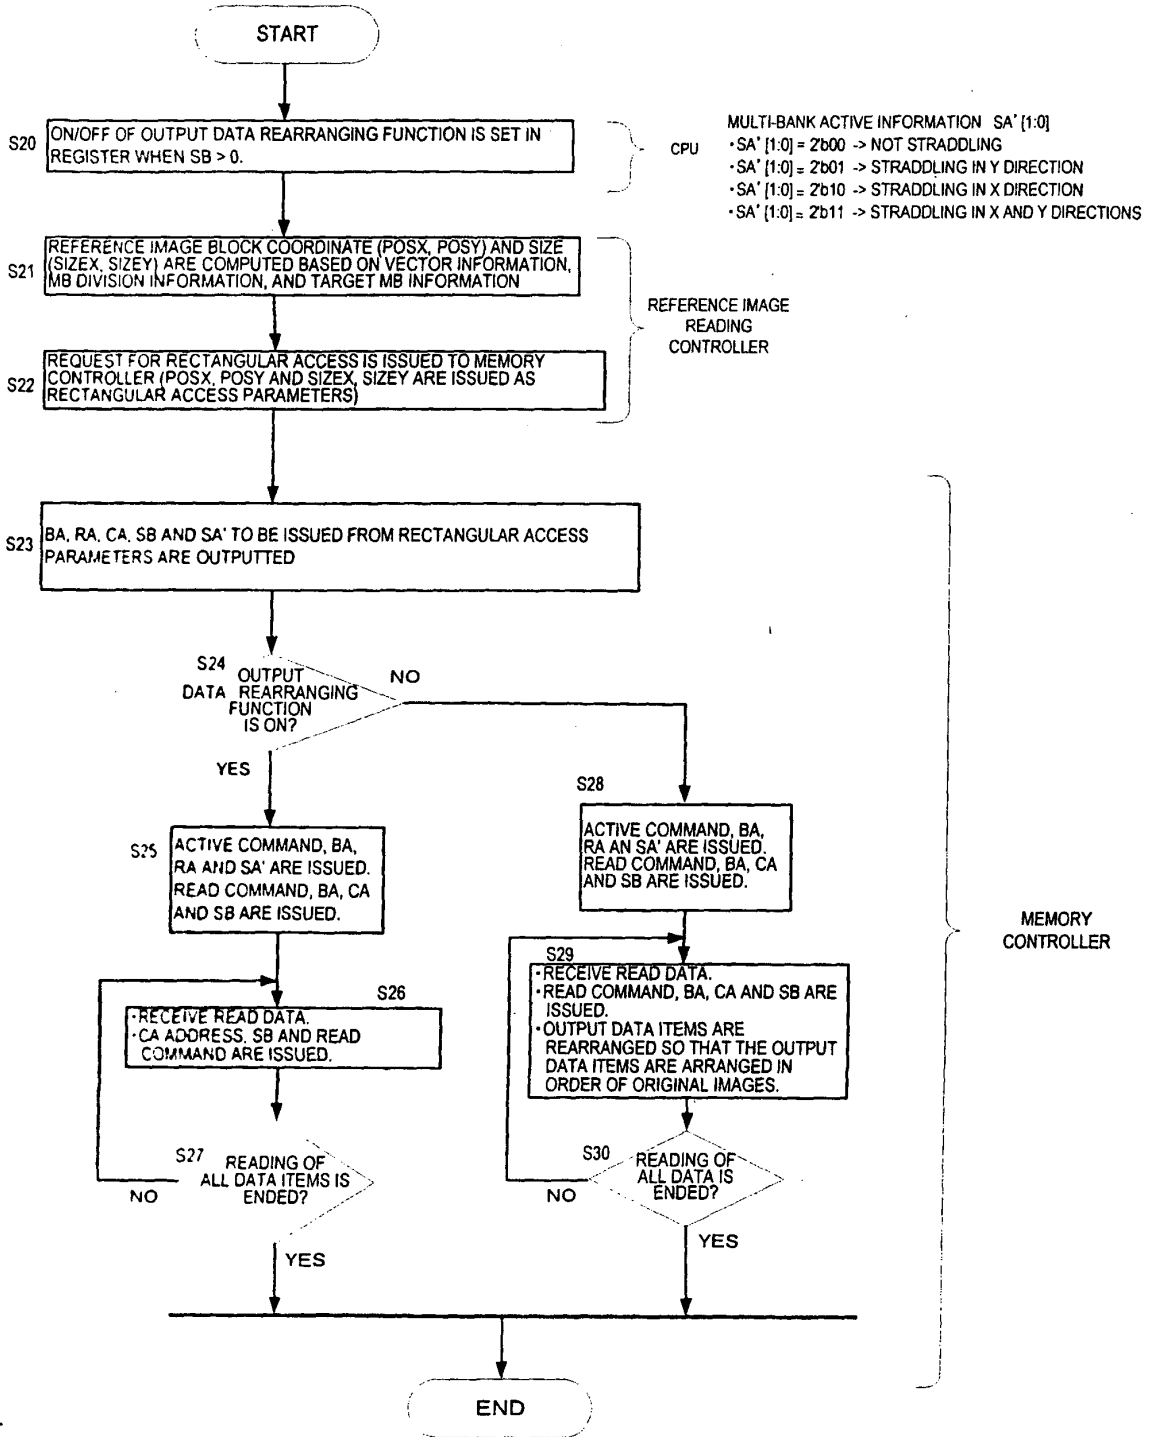 START
S20
ON/OFF OF OUTPUT DATA REARRANGING FUNCTION IS SET IN
REGISTER WHEN SB > 0.
CPU
MULTI-BANK ACTIVE INFORMATION SA' [1:0]
·SA' [1:0] = 2'b00 -> NOT STRADDLING
·SA' [1:0] = 2'b01 -> STRADDLING IN Y DIRECTION
·SA' [1:0] = 2'b10 -> STRADDLING IN X DIRECTION
·SA' [1:0] = 2'b11 -> STRADDLING IN X AND Y DIRECTIONS
S21
REFERENCE IMAGE BLOCK COORDINATE (POSX, POSY) AND SIZE
(SIZEX, SIZEY) ARE COMPUTED BASED ON VECTOR INFORMATION,
MB DIVISION INFORMATION, AND TARGET MB INFORMATION
REFERENCE IMAGE
READING
CONTROLLER
S22
REQUEST FOR RECTANGULAR ACCESS IS ISSUED TO MEMORY
CONTROLLER (POSX, POSY AND SIZEX, SIZEY ARE ISSUED AS
RECTANGULAR ACCESS PARAMETERS)
S23
BA, RA, CA, SB AND SA' TO BE ISSUED FROM RECTANGULAR ACCESS
PARAMETERS ARE OUTPUTTED
S24
OUTPUT
DATA REARRANGING
FUNCTION
IS ON?
NO
YES
S25
ACTIVE COMMAND, BA,
RA AND SA' ARE ISSUED.
READ COMMAND, BA, CA
AND SB ARE ISSUED.
S28
ACTIVE COMMAND, BA,
RA AN SA' ARE ISSUED.
READ COMMAND, BA, CA
AND SB ARE ISSUED.
MEMORY
CONTROLLER
S26
·RECEIVE READ DATA.
·CA ADDRESS, SB AND READ
COMMAND ARE ISSUED.
S29
·RECEIVE READ DATA.
·READ COMMAND, BA, CA AND SB ARE
ISSUED.
·OUTPUT DATA ITEMS ARE
REARRANGED SO THAT THE OUTPUT
DATA ITEMS ARE ARRANGED IN
ORDER OF ORIGINAL IMAGES.
S27
READING OF
ALL DATA ITEMS IS
ENDED?
NO
YES
S30
READING OF
ALL DATA IS
ENDED?
NO
YES
END